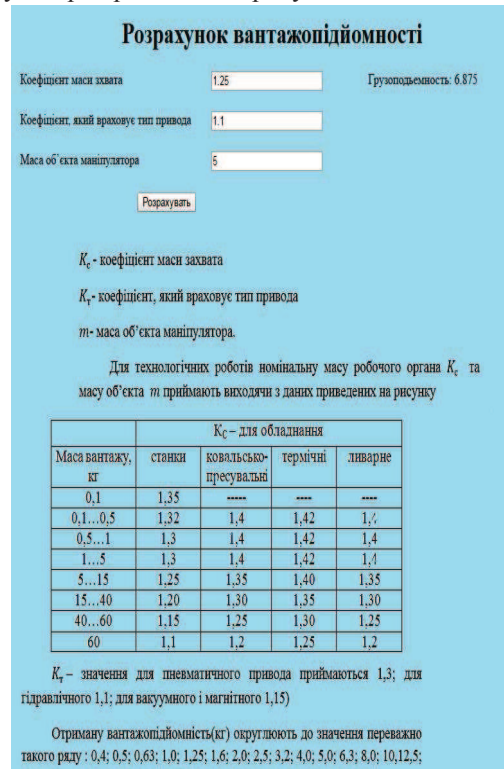 Розрахунок вантажопідйомності
Коефіцієнт маси зхвата 1.25 Грузоподъемность: 6.875
Коефіцієнт, який враховує тип привода 1.1
Маса об`єкта маніпулятора 5
Розрахувать
Kс - коефіцієнт маси захвата
Kт - коефіцієнт, який враховує тип привода
m- маса об’єкта маніпулятора.
Для технологічних роботів номінальну масу робочого органа Kс та
масу об’єкта m приймають виходячи з даних приведених на рисунку
КС – для обладнання
Маса вантажу, кг станки ковальсько-пресувальні термічні ливарне
0,1 1,35 ----- ---- ----
0,1…0,5 1,32 1,4 1,42 1,4
0,5…1 1,3 1,4 1,42 1,4
1…5 1,3 1,4 1,42 1,4
5…15 1,25 1,35 1,40 1,35
15…40 1,20 1,30 1,35 1,30
40…60 1,15 1,25 1,30 1,25
60 1,1 1,2 1,25 1,2
Kт – значення для пневматичного привода приймаються 1,3; для
гідравлічного 1,1; для вакуумного і магнітного 1,15)
Отриману вантажопідйомність(кг) округлюють до значення переважно
такого ряду : 0,4; 0,5; 0,63; 1,0; 1,25; 1,6; 2,0; 2,5; 3,2; 4,0; 5,0; 6,3; 8,0; 10,12,5;